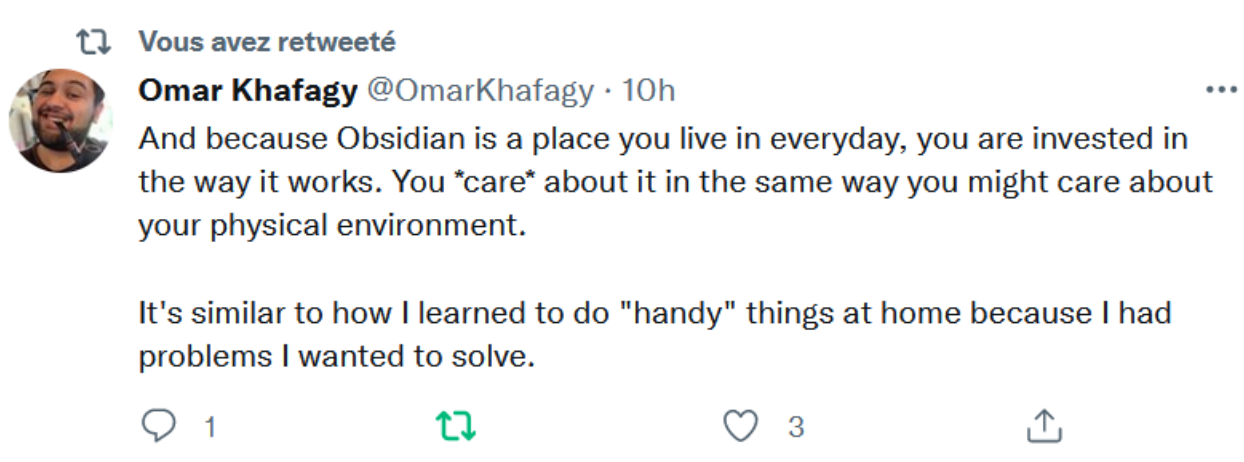 Vous avez retweeté
Omar Khafagy @OmarKhafagy · 10h
And because Obsidian is a place you live in everyday, you are invested in
the way it works. You *care* about it in the same way you might care about
your physical environment.
It's similar to how I learned to do "handy" things at home because I had
problems I wanted to solve.
1 3